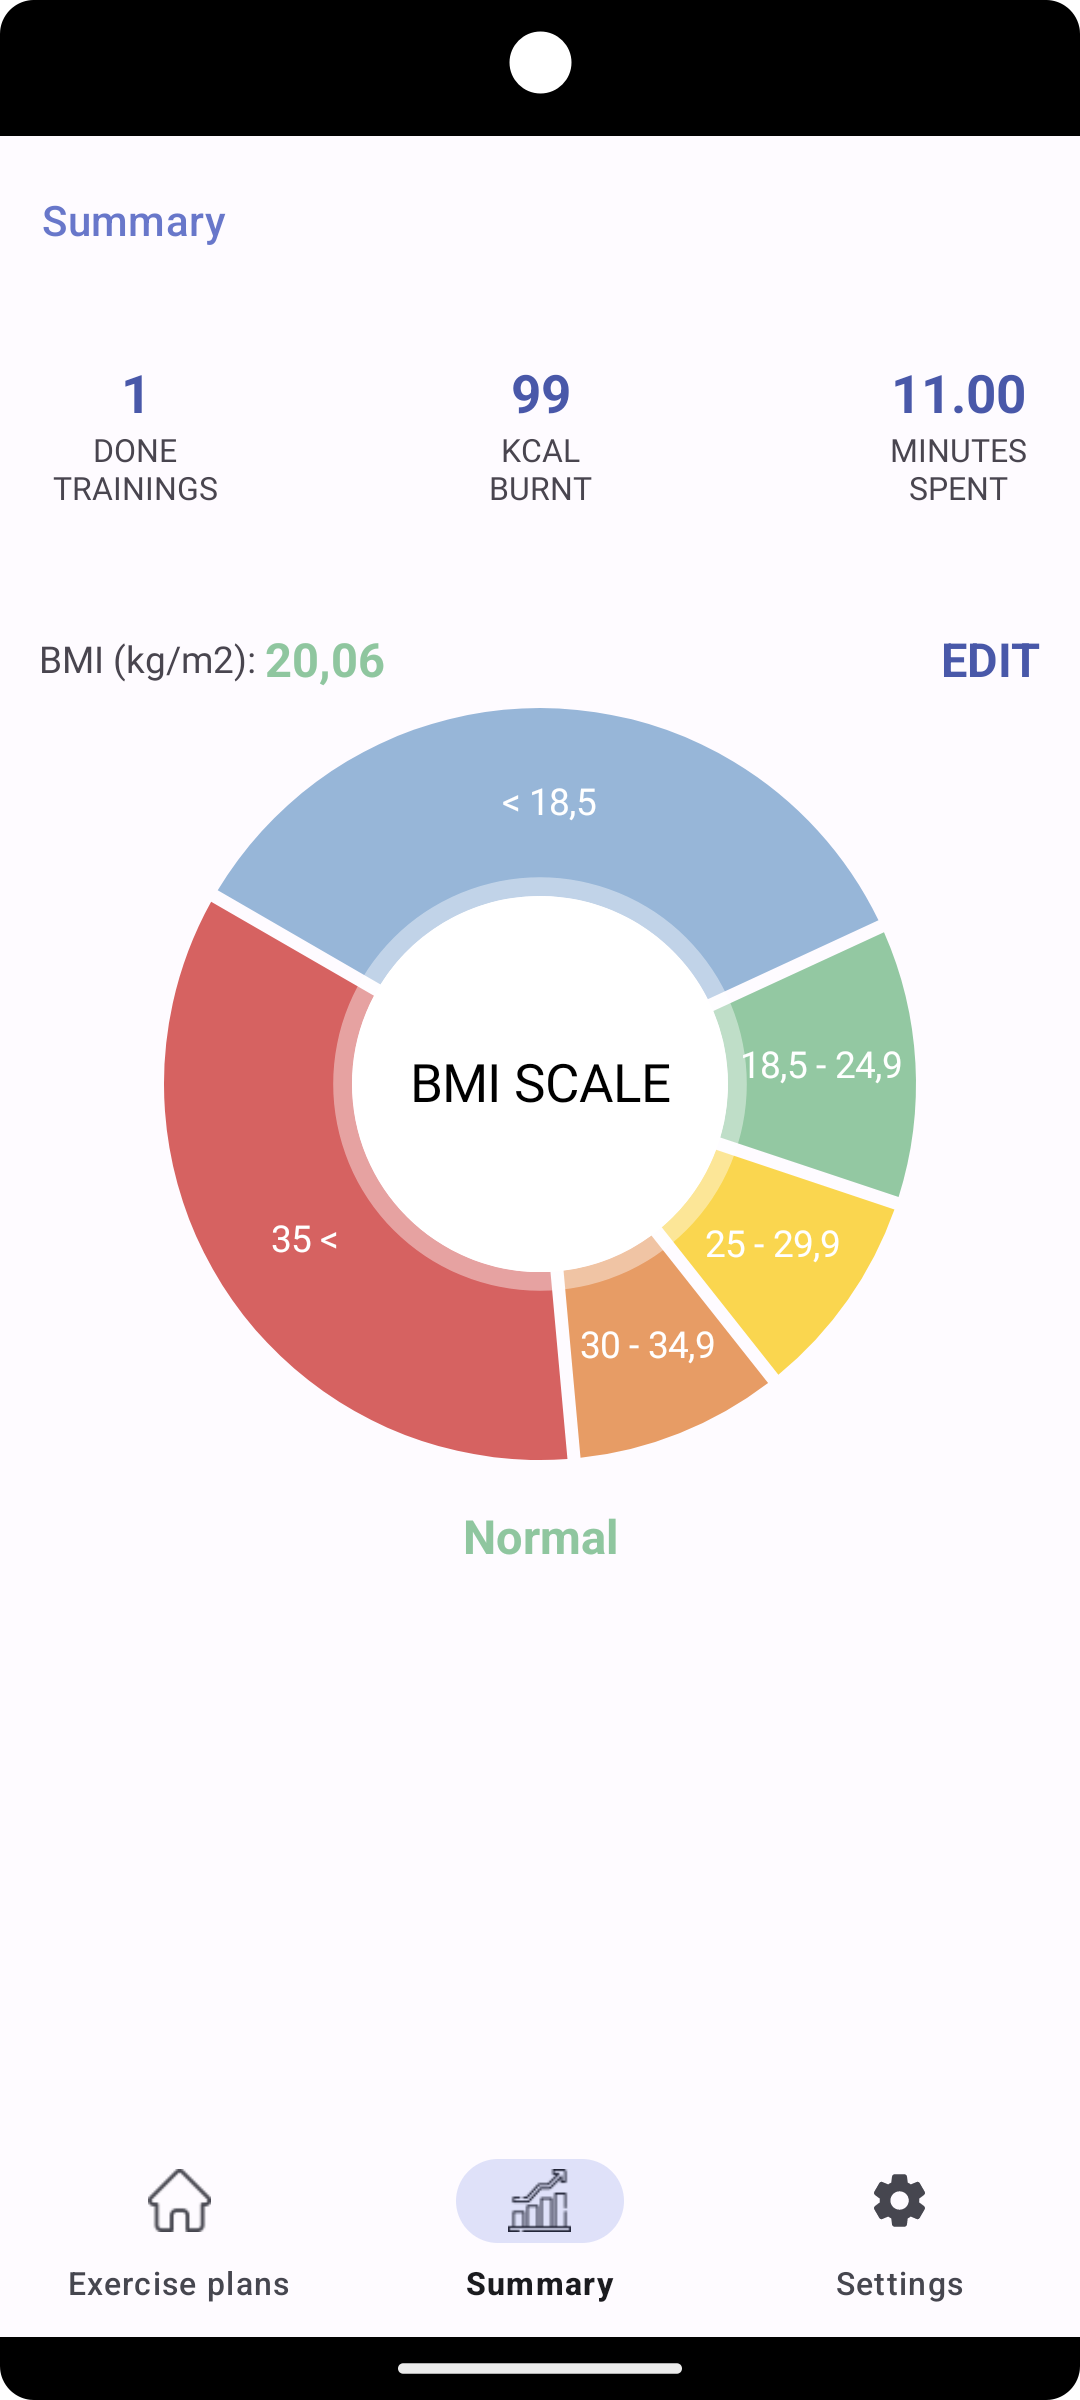 Summary
1
DONE
TRAININGS
99
KCAL
BURNT
11.00
MINUTES
SPENT
BMI (kg/m2): 20,06
EDIT
< 18,5
18,5 - 24,9
BMI SCALE
25 - 29,9
35 <
30 - 34,9
Normal
Exercise plans
Summary
Settings